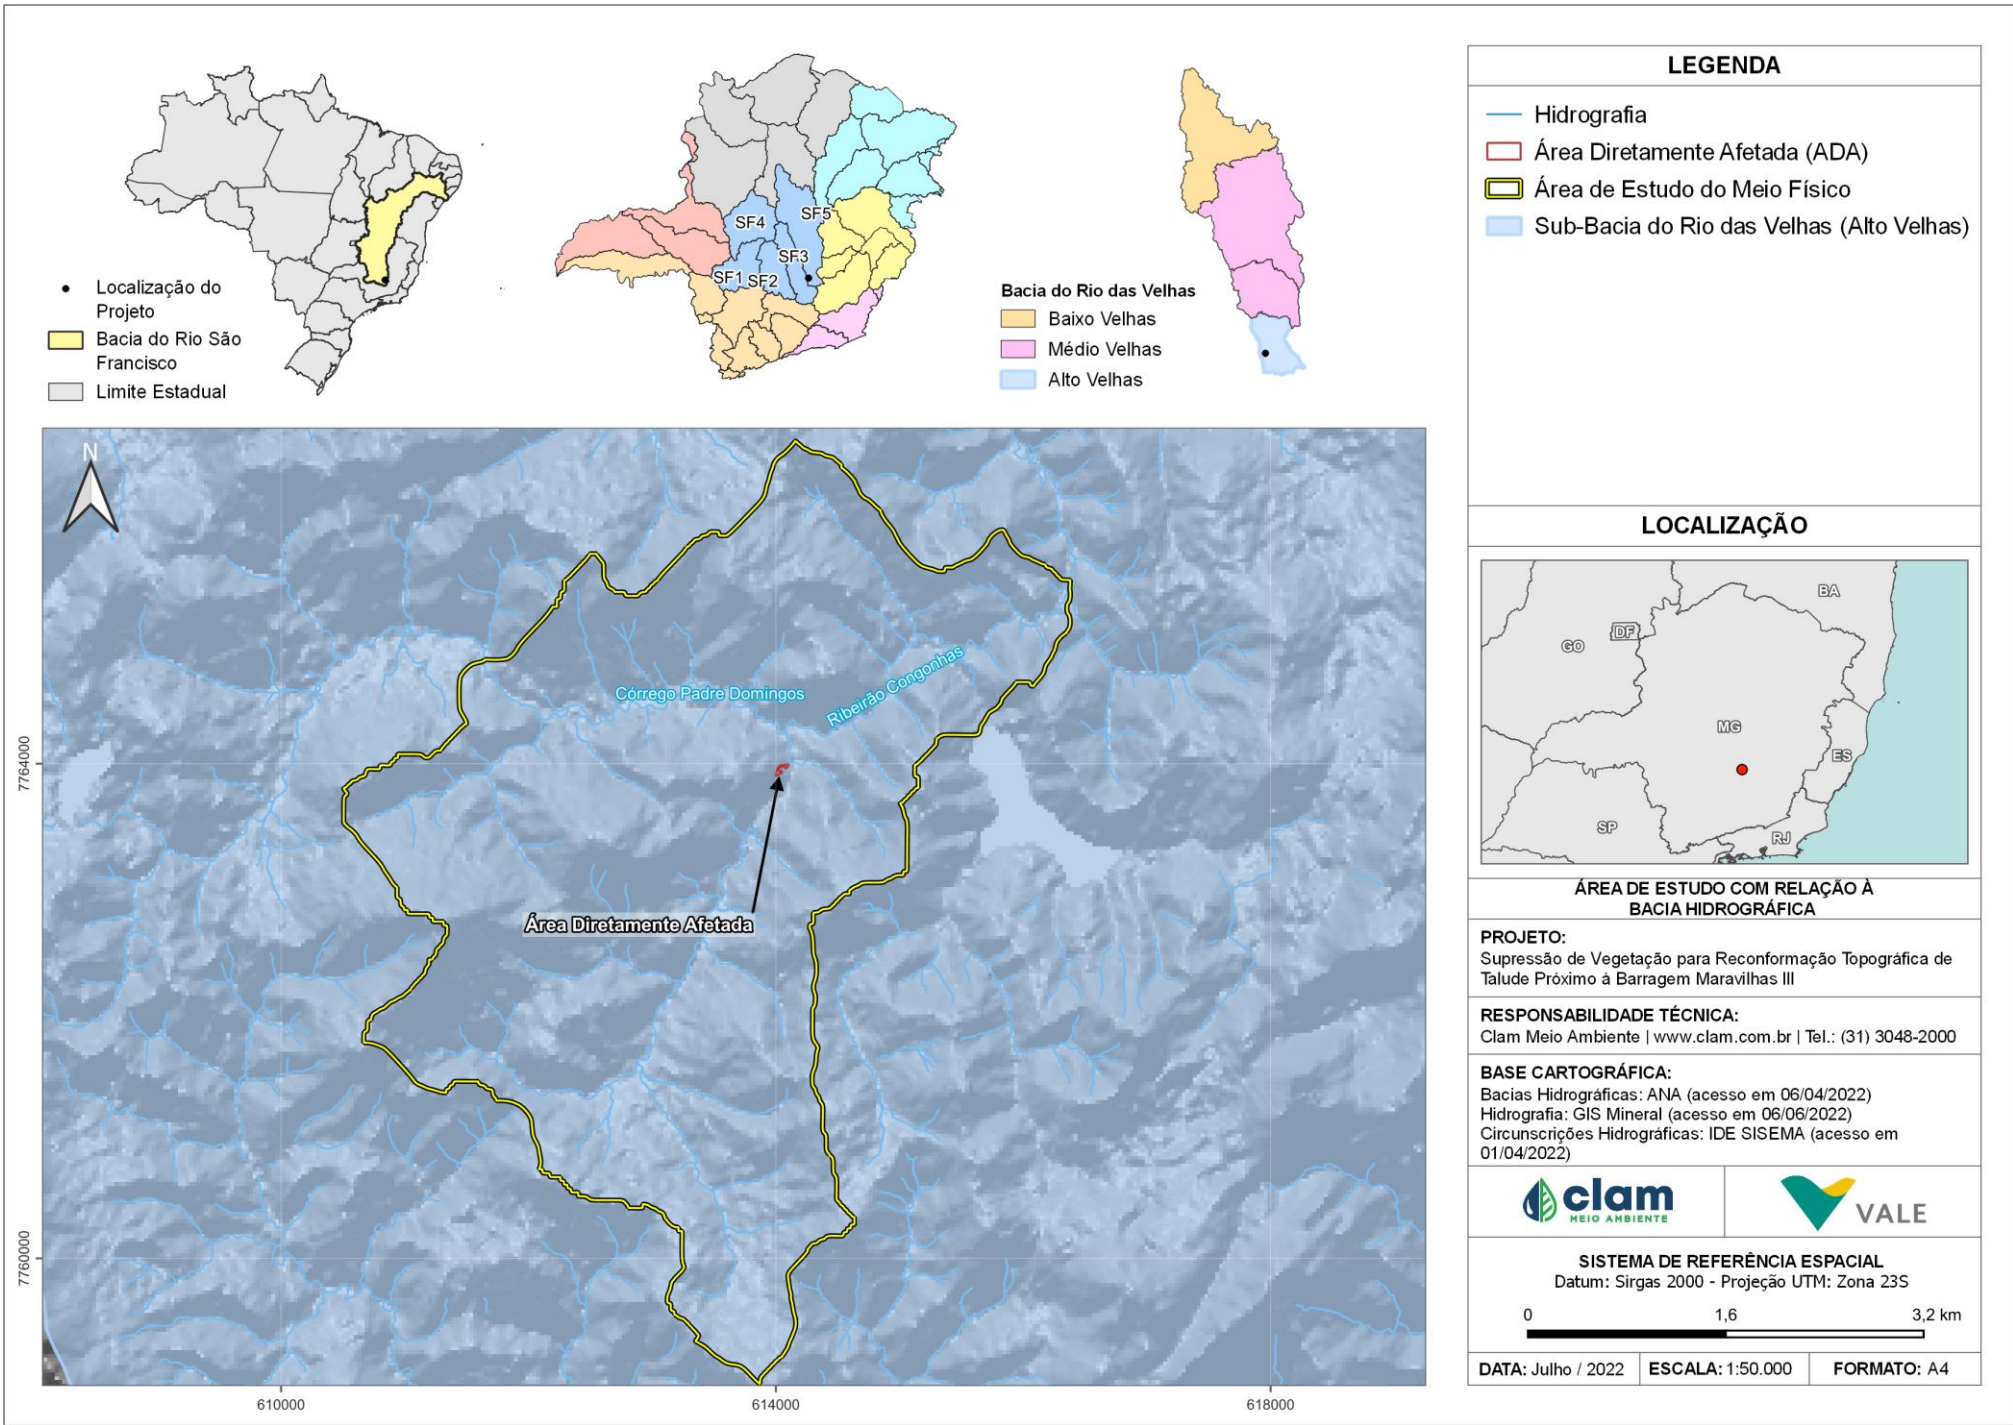 SF4
SF5
SF3
SF1
SF2
Localização do
Projeto
Bacia do Rio São
Francisco
Limite Estadual
Bacia do Rio das Velhas
Baixo Velhas
Médio Velhas
Alto Velhas
N
Córrego Padre Domingos
Ribeirão Congonhas
Área Diretamente Afetada
7764000
7760000
610000
614000
618000
LEGENDA
Hidrografia
Área Diretamente Afetada (ADA)
Área de Estudo do Meio Físico
Sub-Bacia do Rio das Velhas (Alto Velhas)
LOCALIZAÇÃO
BA
DF
GO
MG
ES
SP
RJ
ÁREA DE ESTUDO COM RELAÇÃO À
BACIA HIDROGRÁFICA
PROJETO:
Supressão de Vegetação para Reconformação Topográfica de
Talude Próximo à Barragem Maravilhas III
RESPONSABILIDADE TÉCNICA:
Clam Meio Ambiente | www.clam.com.br | Tel.: (31) 3048-2000
BASE CARTOGRÁFICA:
Bacias Hidrográficas: ANA (acesso em 06/04/2022)
Hidrografia: GIS Mineral (acesso em 06/06/2022)
Circunscrições Hidrográficas: IDE SISEMA (acesso em
01/04/2022)
clam
MEIO AMBIENTE
VALE
SISTEMA DE REFERÊNCIA ESPACIAL
Datum: Sirgas 2000 - Projeção UTM: Zona 23S
0 1,6 3,2 km
DATA: Julho / 2022
ESCALA: 1:50.000
FORMATO: A4